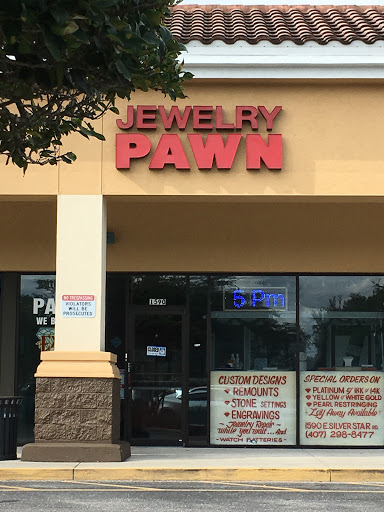 JEWELRY
PAWN
1590
NO TRESPASSING
VIOLATORS
WILL BE
PROSECUTED
PA
WE B
CLOSED
5 Pm
CUSTOM DESIGNS
REMOUNTS
STONE SETTINGS
ENGRAVINGS
Jewelry Repair
while you wait... And
WATCH BATTERIES
SPECIAL ORDERS ON
PLATINUM & 18K & 14K
YELLOW & WHITE GOLD
PEARL RESTRINGING
Lay Away Available
1590 E. SILVER STAR RD.
(407) 298-8477